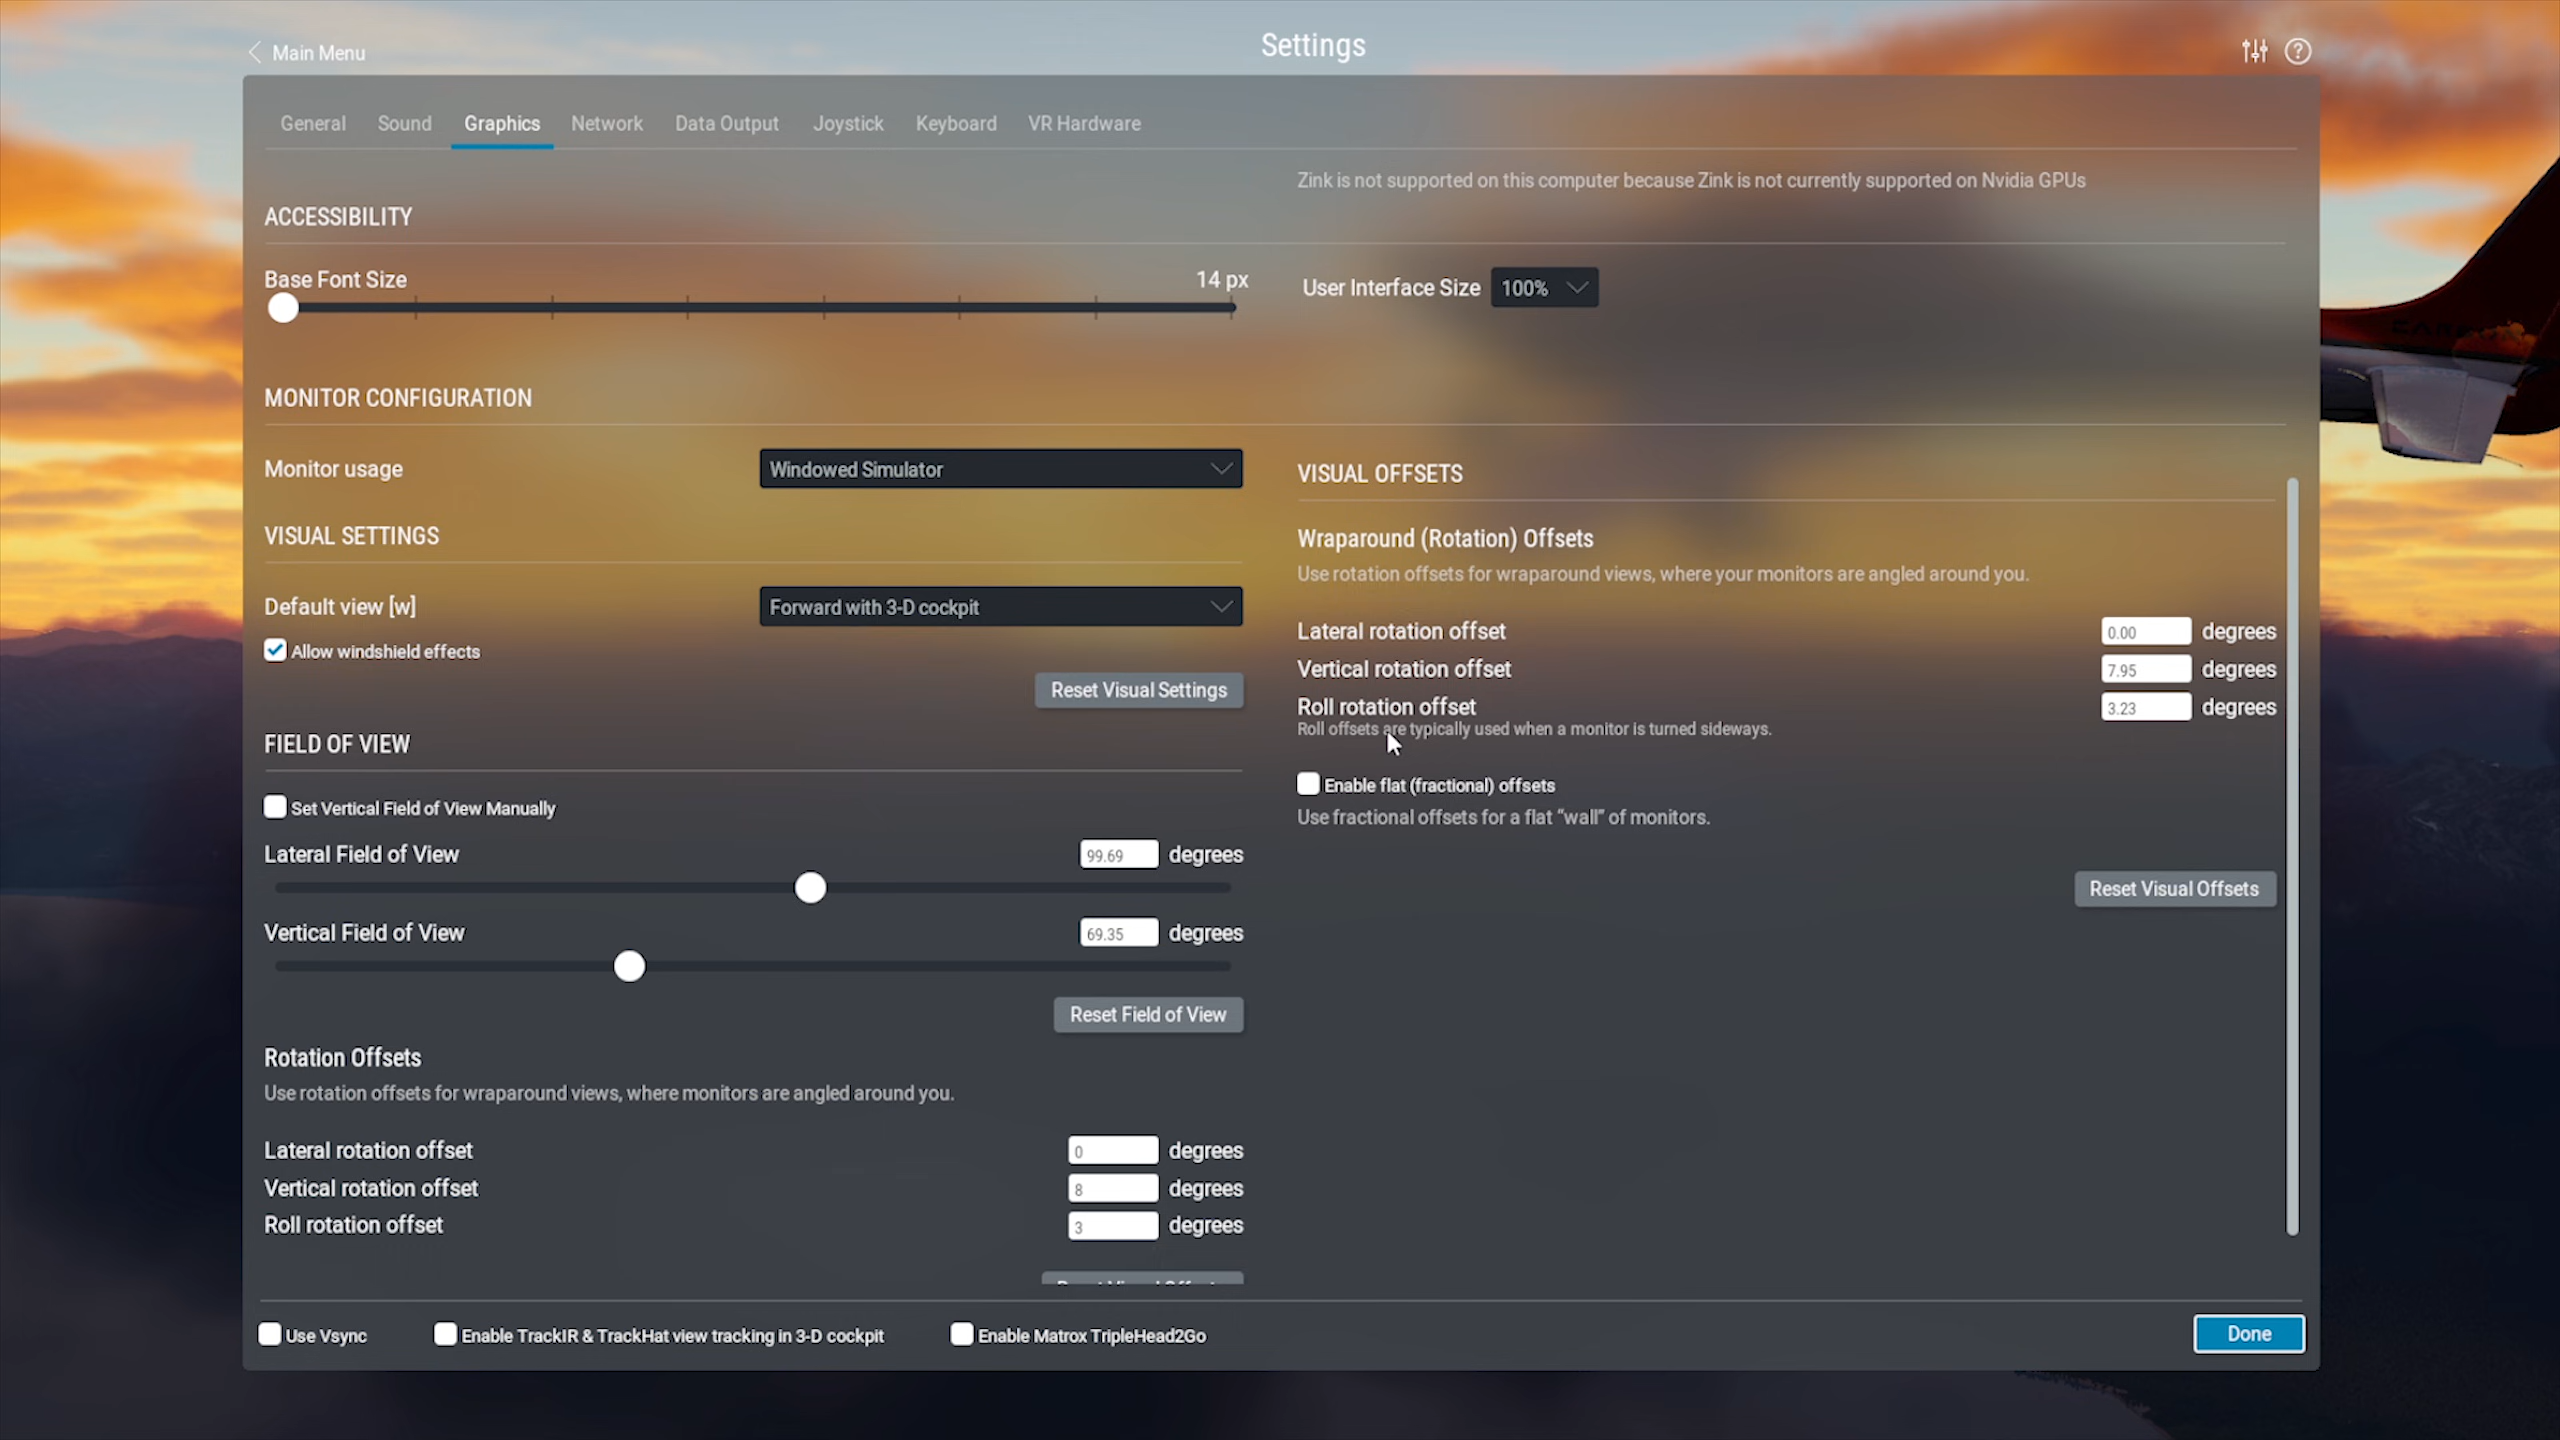 Main Menu
Settings
General
Sound
Graphics
Network
Data Output
Joystick
Keyboard
VR Hardware
Zink is not supported on this computer because Zink is not currently supported on Nvidia GPUs
ACCESSIBILITY
Base Font Size
14 px
User Interface Size
100%
MONITOR CONFIGURATION
Monitor usage
Windowed Simulator
VISUAL SETTINGS
Default view [w]
Forward with 3-D cockpit
Allow windshield effects
Reset Visual Settings
FIELD OF VIEW
Set Vertical Field of View Manually
Lateral Field of View
99.69
degrees
Vertical Field of View
69.35
degrees
Reset Field of View
Rotation Offsets
Use rotation offsets for wraparound views, where monitors are angled around you.
Lateral rotation offset
0
degrees
Vertical rotation offset
8
degrees
Roll rotation offset
3
degrees
VISUAL OFFSETS
Wraparound (Rotation) Offsets
Use rotation offsets for wraparound views, where your monitors are angled around you.
Lateral rotation offset
0.00
degrees
Vertical rotation offset
7.95
degrees
Roll rotation offset
3.23
degrees
Roll offsets are typically used when a monitor is turned sideways.
Enable flat (fractional) offsets
Use fractional offsets for a flat “wall” of monitors.
Reset Visual Offsets
Use Vsync
Enable TrackIR & TrackHat view tracking in 3-D cockpit
Enable Matrox TripleHead2Go
Done